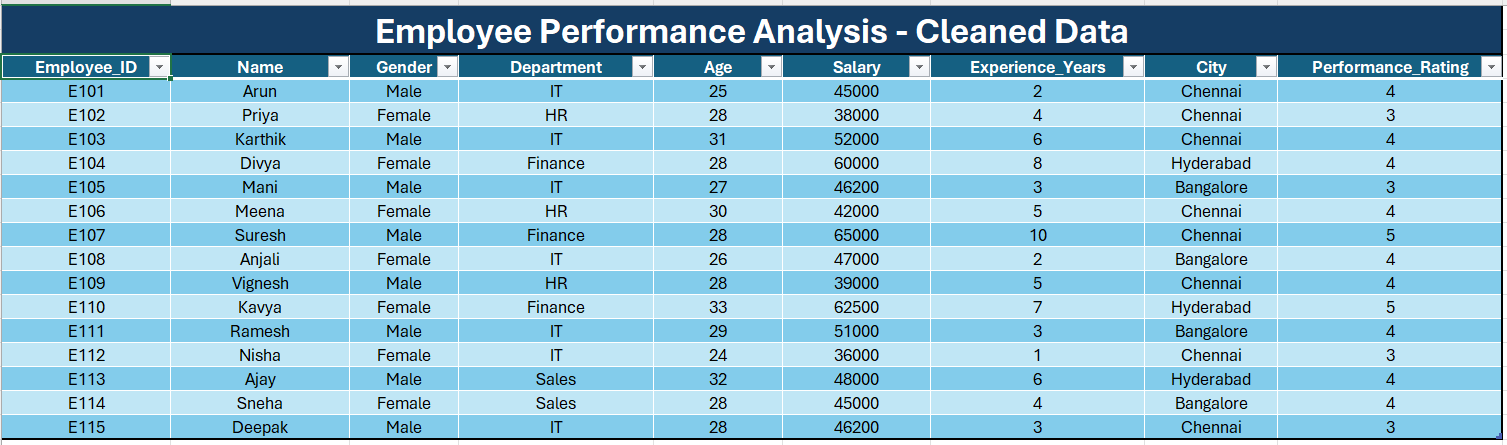 Employee Performance Analysis - Cleaned Data
Employee_ID Name Gender Department Age Salary Experience_Years City Performance_Rating
E101 Arun Male IT 25 45000 2 Chennai 4
E102 Priya Female HR 28 38000 4 Chennai 3
E103 Karthik Male IT 31 52000 6 Chennai 4
E104 Divya Female Finance 28 60000 8 Hyderabad 4
E105 Mani Male IT 27 46200 3 Bangalore 3
E106 Meena Female HR 30 42000 5 Chennai 4
E107 Suresh Male Finance 28 65000 10 Chennai 5
E108 Anjali Female IT 26 47000 2 Bangalore 4
E109 Vignesh Male HR 28 39000 5 Chennai 4
E110 Kavya Female Finance 33 62500 7 Hyderabad 5
E111 Ramesh Male IT 29 51000 3 Bangalore 4
E112 Nisha Female IT 24 36000 1 Chennai 3
E113 Ajay Male Sales 32 48000 6 Hyderabad 4
E114 Sneha Female Sales 28 45000 4 Bangalore 4
E115 Deepak Male IT 28 46200 3 Chennai 3